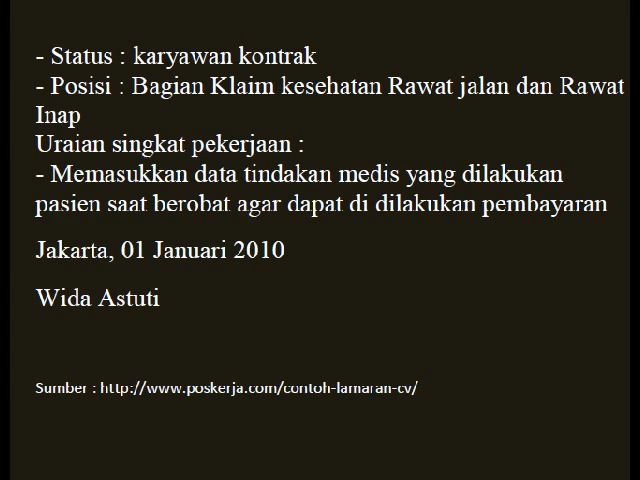 - Status : karyawan kontrak
- Posisi : Bagian Klaim kesehatan Rawat jalan dan Rawat
Inap
Uraian singkat pekerjaan :
- Memasukkan data tindakan medis yang dilakukan
pasien saat berobat agar dapat di dilakukan pembayaran
Jakarta, 01 Januari 2010
Wida Astuti
Sumber : http://www.poskerja.com/contoh-lamaran-cv/